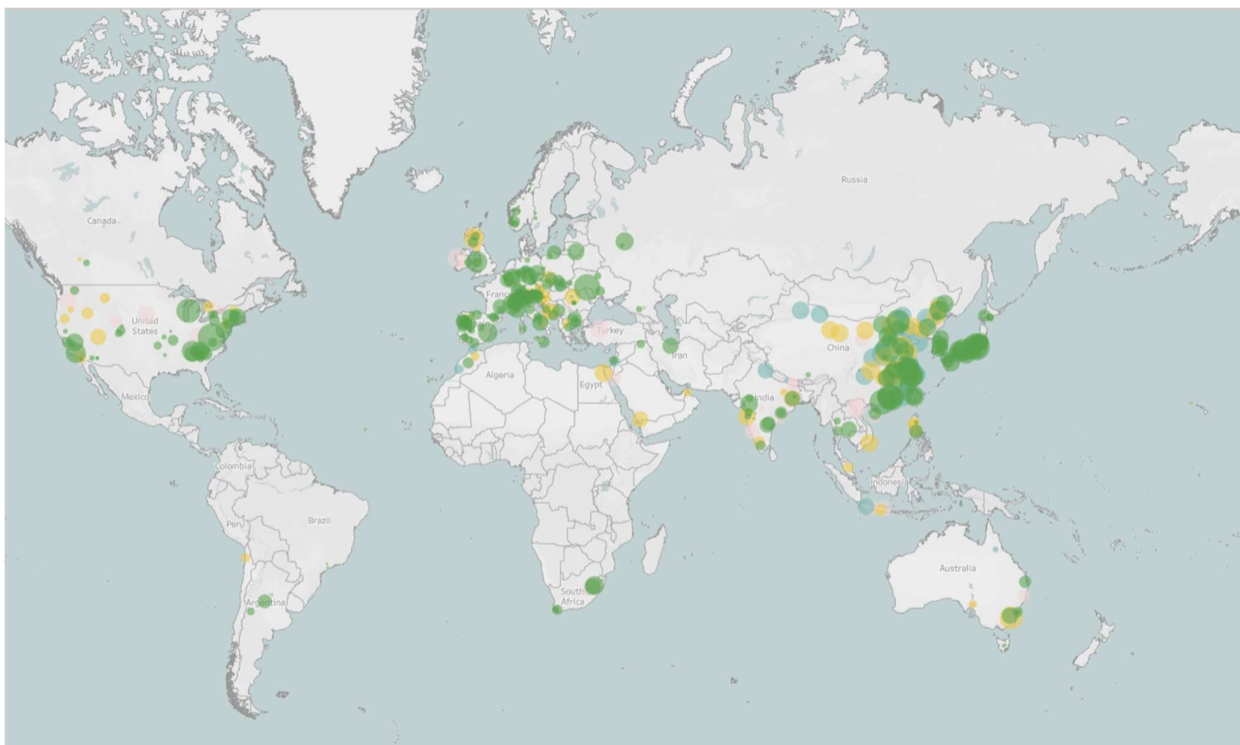 Russia
Canada
United
States
France
Turkey
China
Iran
Algeria
Egypt
India
Mexico
Colombia
Indonesia
Peru
Brazil
Australia
South
Africa
Argentina